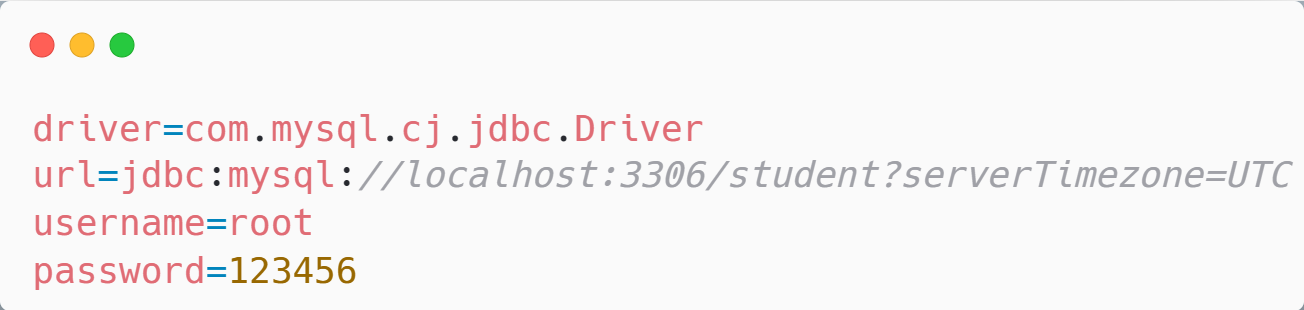 driver=com.mysql.cj.jdbc.Driver
url=jdbc:mysql://localhost:3306/student?serverTimezone=UTC
username=root
password=123456